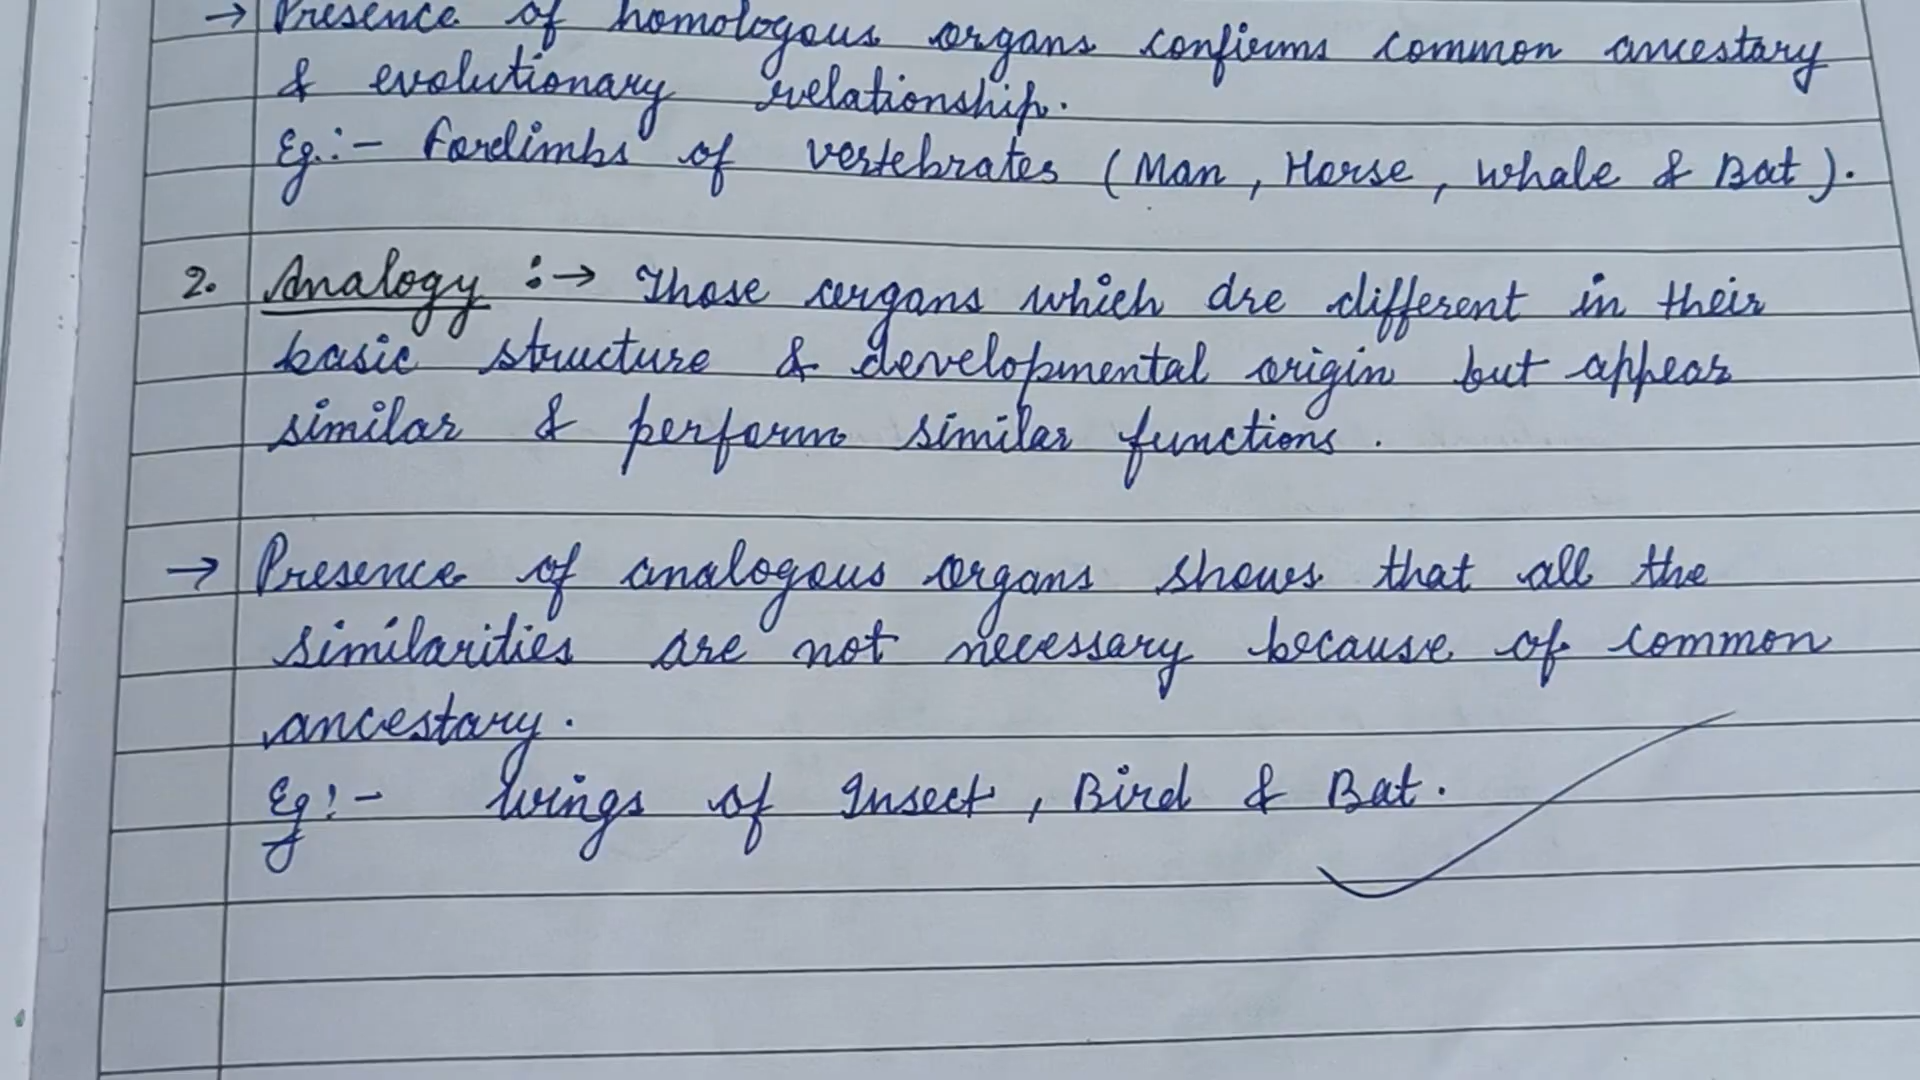 → Presence of homologous organs confirms common ancestary
& evolutionary relationship.
Eg.:- Forelimbs of vertebrates (Man, Horse, whale & Bat).
2. Analogy :→ Those organs which are different in their
basic structure & developmental origin but appear
similar & perform similar functions.
→ Presence of analogous organs shows that all the
similarities are not necessary because of common
ancestary.
Eg:- wings of Insect, Bird & Bat.